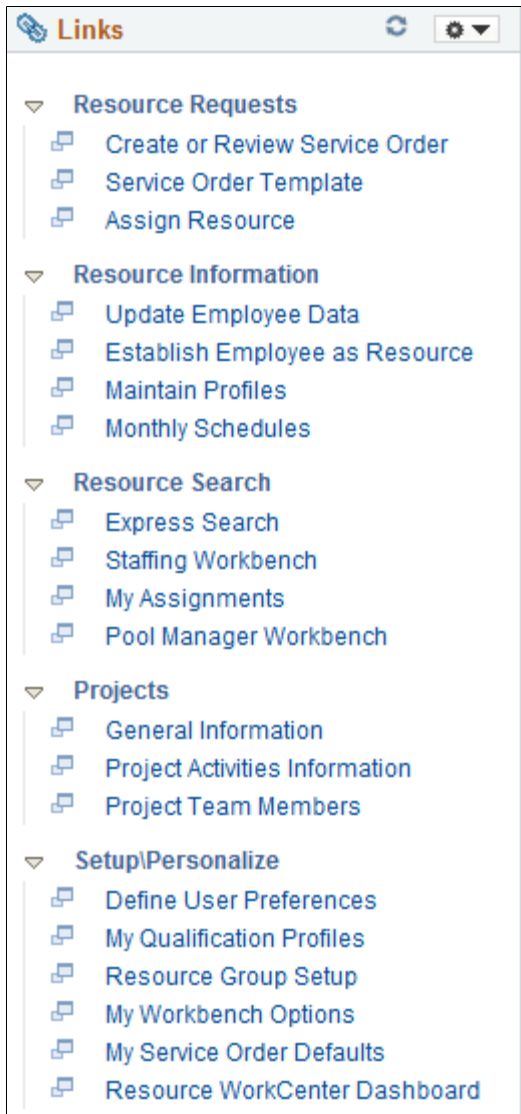 Links
Resource Requests
Create or Review Service Order
Service Order Template
Assign Resource
Resource Information
Update Employee Data
Establish Employee as Resource
Maintain Profiles
Monthly Schedules
Resource Search
Express Search
Staffing Workbench
My Assignments
Pool Manager Workbench
Projects
General Information
Project Activities Information
Project Team Members
Setup\Personalize
Define User Preferences
My Qualification Profiles
Resource Group Setup
My Workbench Options
My Service Order Defaults
Resource WorkCenter Dashboard